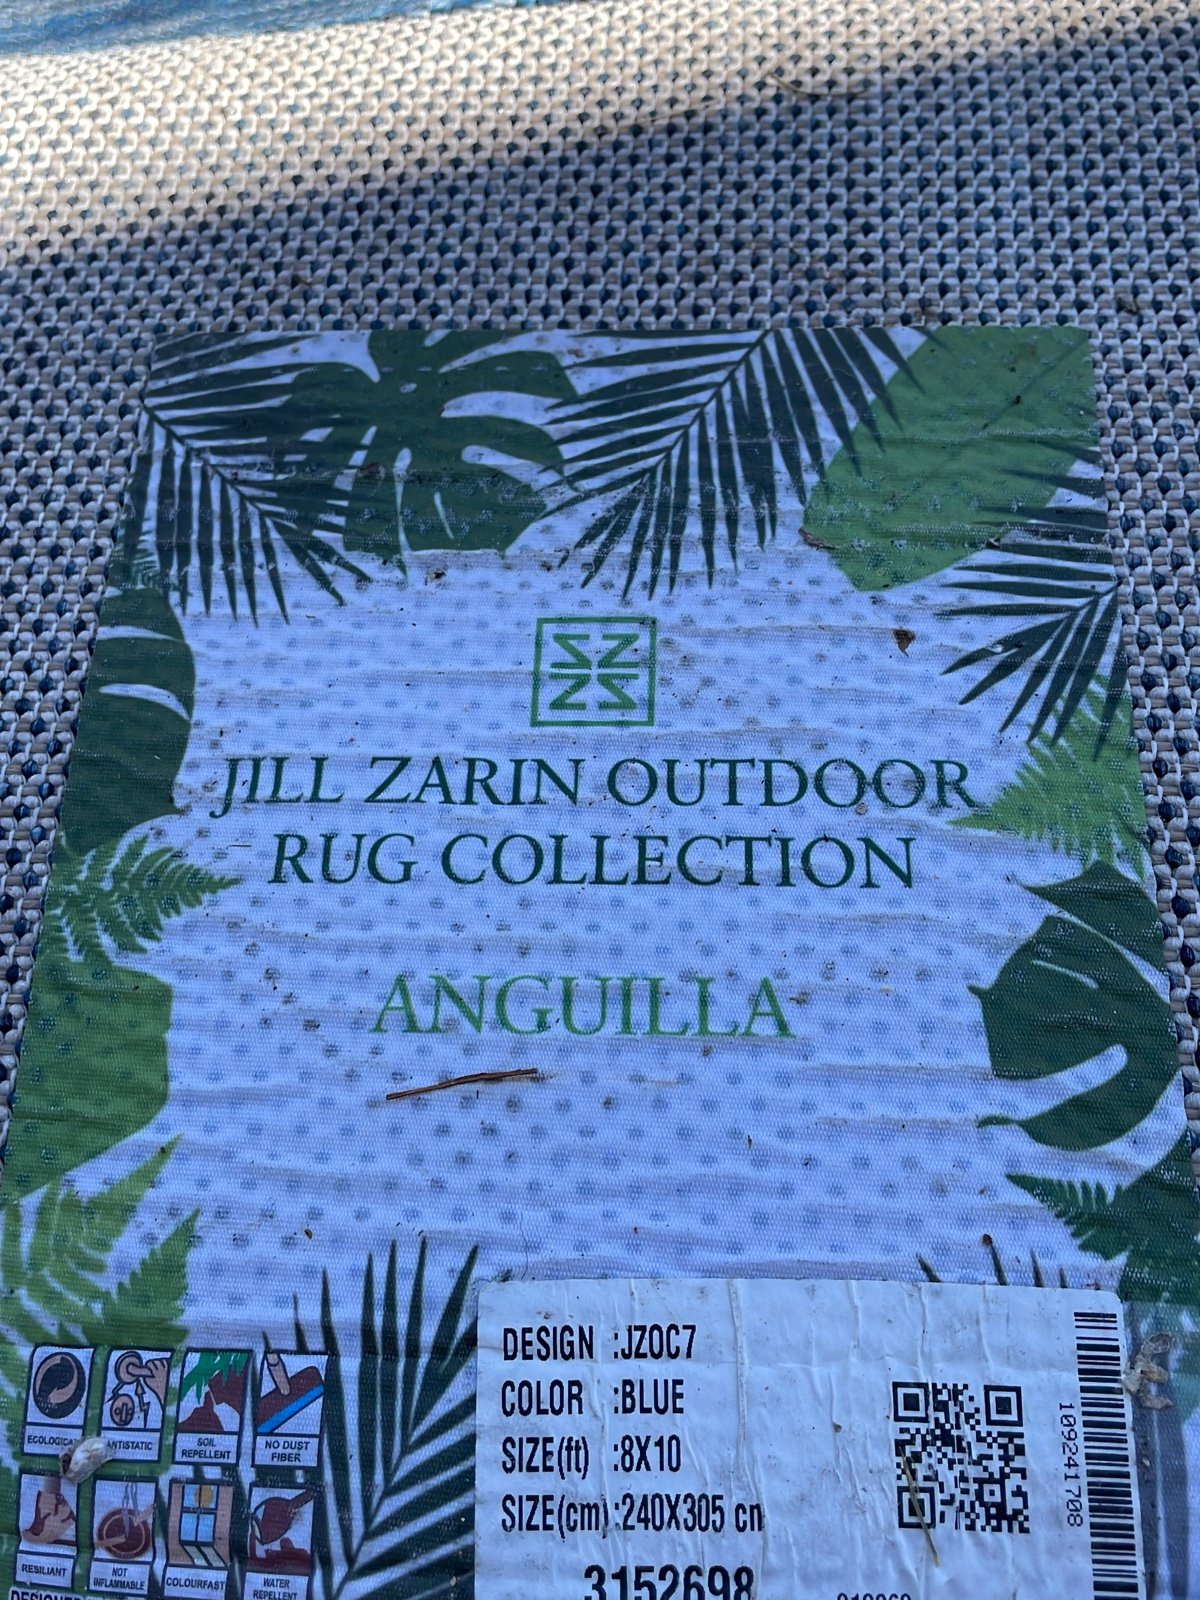 JILL ZARIN OUTDOOR
RUG COLLECTION
ANGUILLA
DESIGN :JZOC7
COLOR :BLUE
SIZE(ft) :8X10
SIZE(cm):240X305 cn
3152698
109241708
ECOLOGICAL
ANTISTATIC
SOIL
REPELLENT
NO DUST
FIBER
RESILIANT
NOT
INFLAMMABLE
COLOURFAST
WATER
REPELLENT